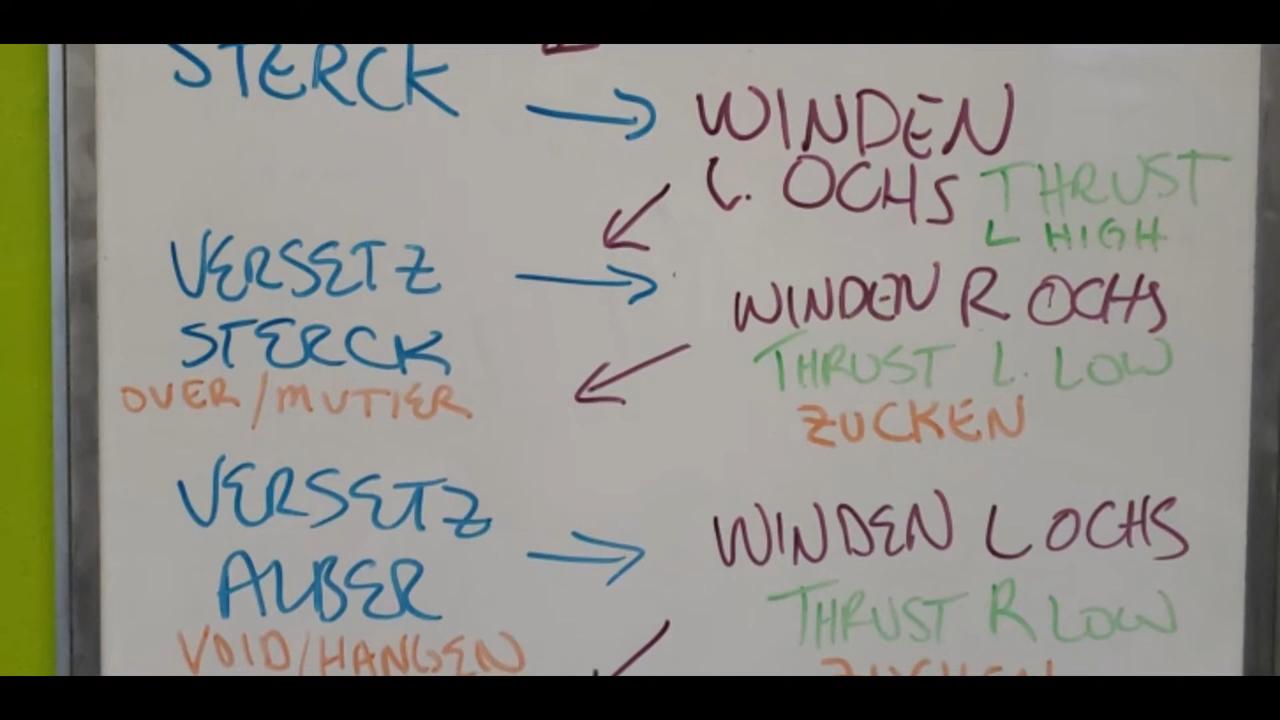 STERCK
WINDEN
L. OCHS THRUST
L HIGH
VERSETZ
WINDEN R OCHS
STERCK
THRUST L. LOW
OVER/MUTIER
ZUCKEN
VERSETZ
WINDEN L OCHS
ALBER
THRUST R LOW
VOID/HANGEN
ZUCKEN